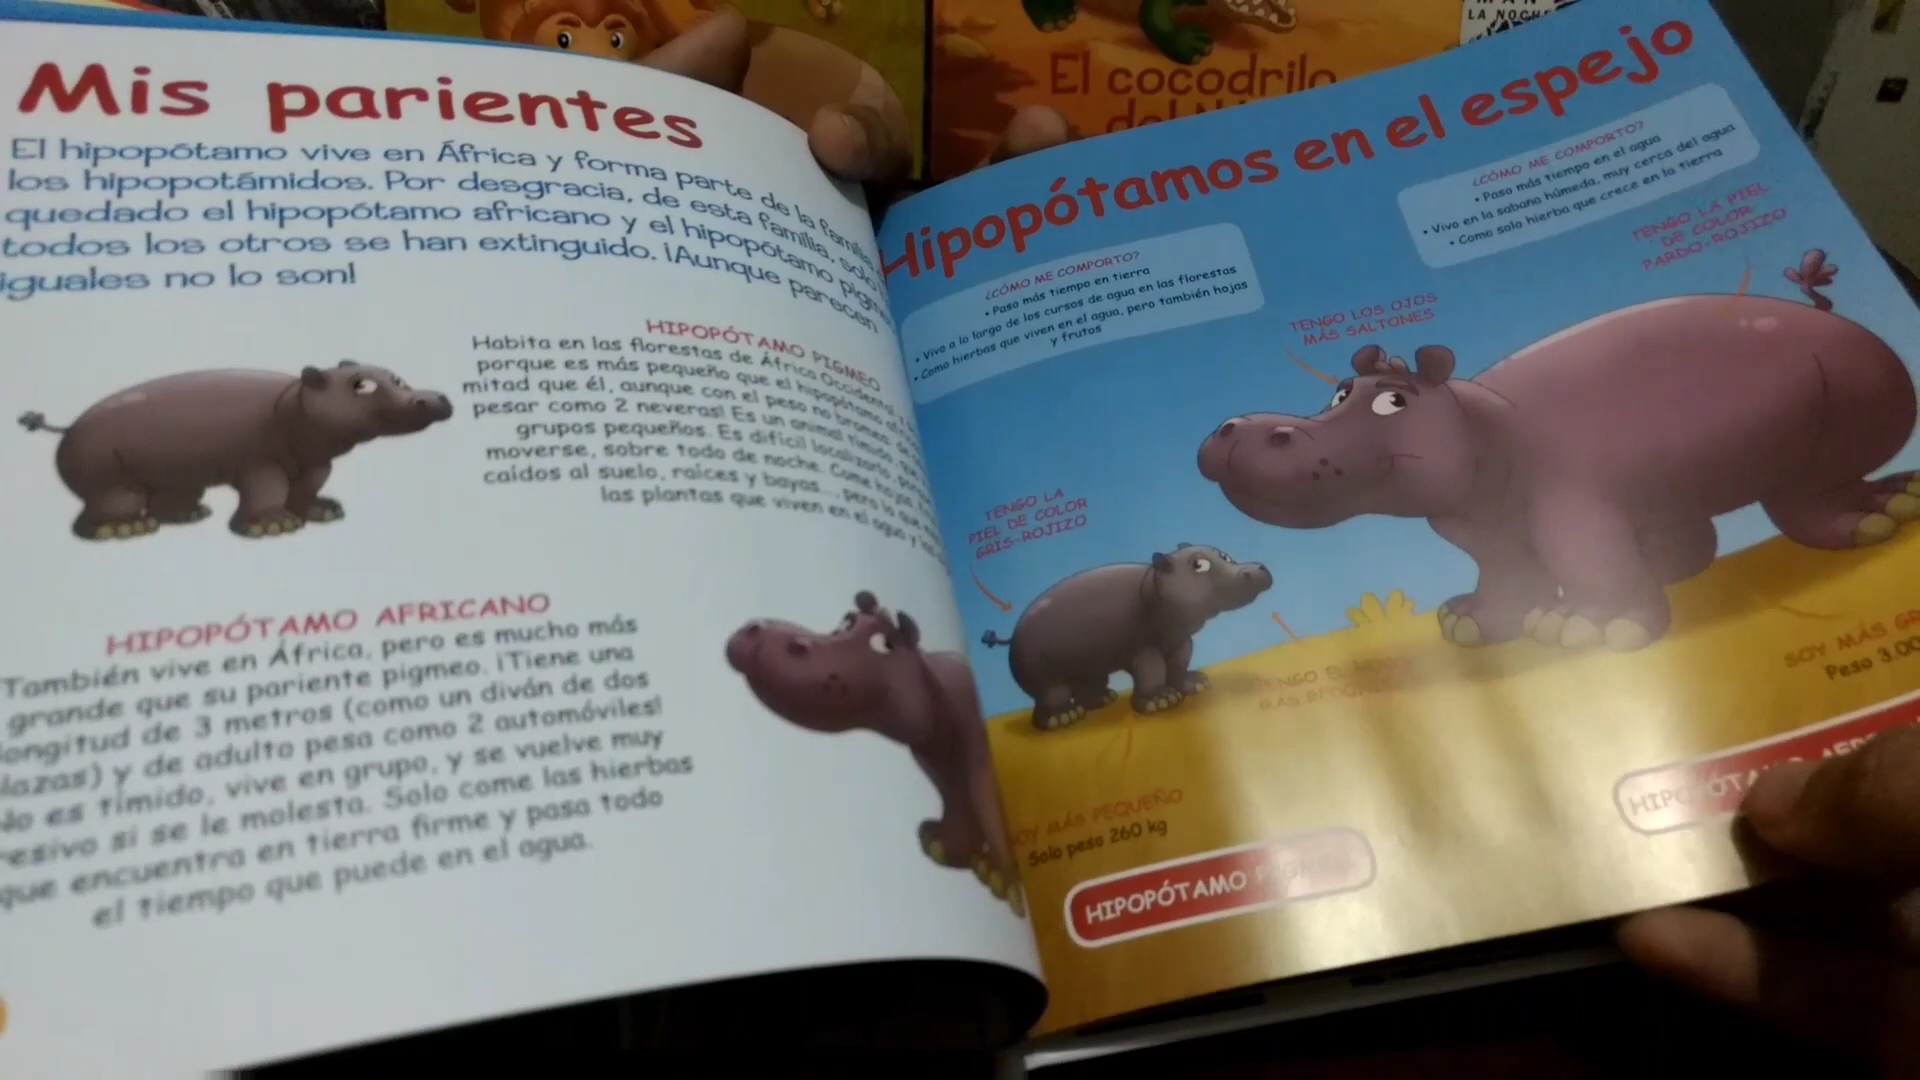 Mis parientes
El hipopótamo vive en África y forma parte de la familia
los hipopotámidos. Por desgracia, de esta familia, solo
quedado el hipopótamo africano y el hipopótamo
todos los otros se han extinguido. ¡Aunque parecen
iguales no lo son!
HIPOPÓTAMO PIGMEO
Habita en las florestas de África Occidental
porque es más pequeño que el hipopótamo
mitad que él, aunque con el peso no bromea:
pesar como 2 neveras! Es un animal tímido, que
grupos pequeños. Es difícil localizarlo, porque
moverse, sobre todo de noche. Come hojas
caídos al suelo, raíces y bayas..., pero lo que
las plantas que viven en el agua y
HIPOPÓTAMO AFRICANO
También vive en África, pero es mucho más
grande que su pariente pigmeo. ¡Tiene una
longitud de 3 metros (como un diván de dos
plazas) y de adulto pesa como 2 automóviles!
No es tímido, vive en grupo, y se vuelve muy
resivo si se le molesta. Solo come las hierbas
que encuentra en tierra firme y pasa todo
el tiempo que puede en el agua.
El cocodrilo
LA NOCHE
Hipopótamos en el espejo
¿CÓMO ME COMPORTO?
• Paso más tiempo en tierra
• Vivo a lo largo de los cursos de agua en las florestas
• Como hierbas que viven en el agua, pero también hojas
y frutos
¿CÓMO ME COMPORTO?
• Paso más tiempo en el agua
• Vivo en la sabana húmeda, muy cerca del agua
• Como solo hierba que crece en la tierra
TENGO LA PIEL
DE COLOR
PARDO-ROJIZO
TENGO LOS OJOS
MÁS SALTONES
TENGO LA
PIEL DE COLOR
GRIS-ROJIZO
SOY MÁS PEQUEÑO
Solo peso 260 kg
HIPOPÓTAMO
SOY MÁS
Peso